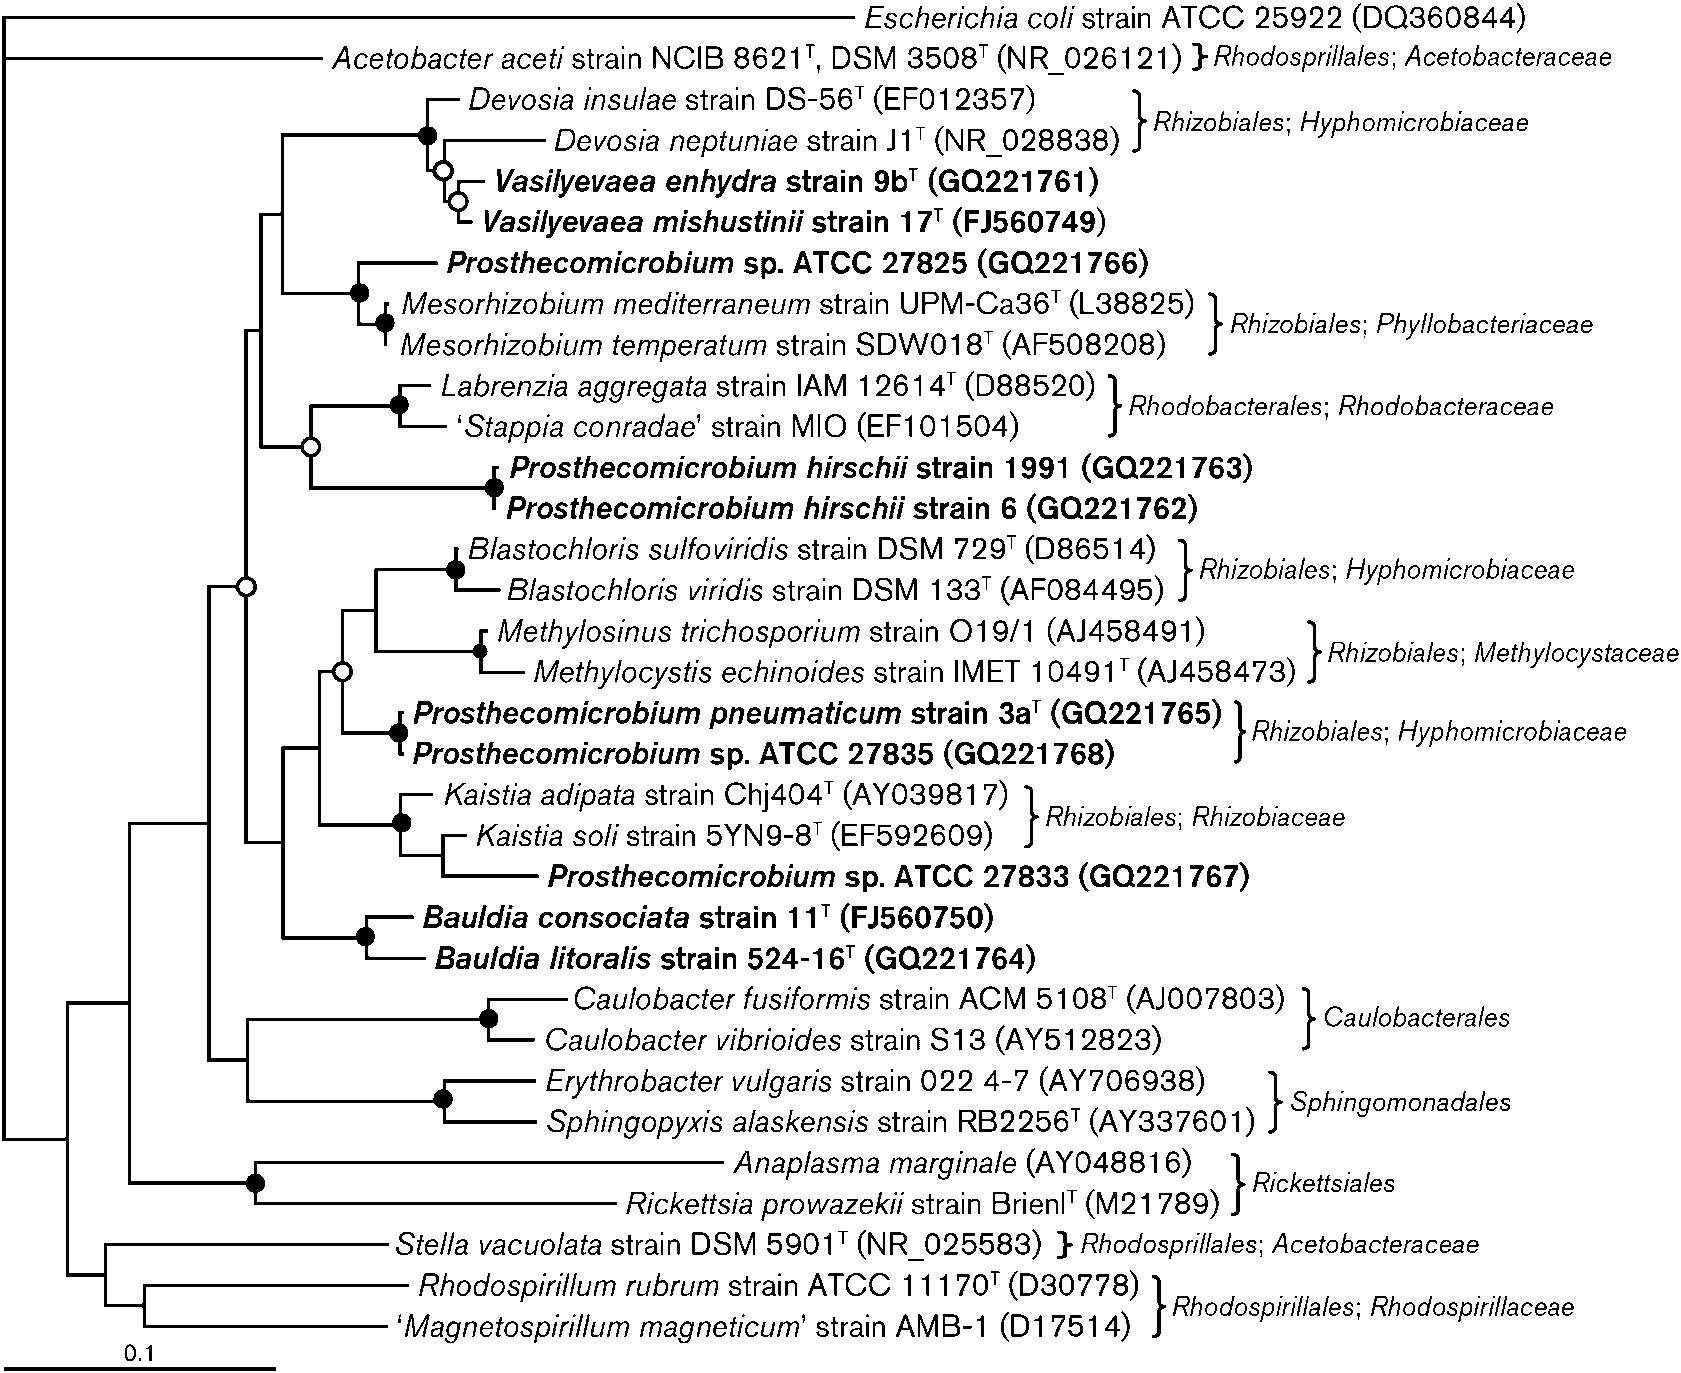 Escherichia coli strain ATCC 25922 (DQ360844)
Acetobacter aceti strain NCIB 8621ᵀ, DSM 3508ᵀ (NR_026121) } Rhodosprillales; Acetobacteraceae
Devosia insulae strain DS-56ᵀ (EF012357)
Rhizobiales; Hyphomicrobiaceae
Devosia neptuniae strain J1ᵀ (NR_028838)
Vasilyevaea enhydra strain 9bᵀ (GQ221761)
Vasilyevaea mishustinii strain 17ᵀ (FJ560749)
Prosthecomicrobium sp. ATCC 27825 (GQ221766)
Mesorhizobium mediterraneum strain UPM-Ca36ᵀ (L38825)
Rhizobiales; Phyllobacteriaceae
Mesorhizobium temperatum strain SDW018ᵀ (AF508208)
Labrenzia aggregata strain IAM 12614ᵀ (D88520)
Rhodobacterales; Rhodobacteraceae
‘Stappia conradae’ strain MIO (EF101504)
Prosthecomicrobium hirschii strain 1991 (GQ221763)
Prosthecomicrobium hirschii strain 6 (GQ221762)
Blastochloris sulfoviridis strain DSM 729ᵀ (D86514)
Rhizobiales; Hyphomicrobiaceae
Blastochloris viridis strain DSM 133ᵀ (AF084495)
Methylosinus trichosporium strain O19/1 (AJ458491)
Rhizobiales; Methylocystaceae
Methylocystis echinoides strain IMET 10491ᵀ (AJ458473)
Prosthecomicrobium pneumaticum strain 3aᵀ (GQ221765)
Rhizobiales; Hyphomicrobiaceae
Prosthecomicrobium sp. ATCC 27835 (GQ221768)
Kaistia adipata strain Chj404ᵀ (AY039817)
Rhizobiales; Rhizobiaceae
Kaistia soli strain 5YN9-8ᵀ (EF592609)
Prosthecomicrobium sp. ATCC 27833 (GQ221767)
Bauldia consociata strain 11ᵀ (FJ560750)
Bauldia litoralis strain 524-16ᵀ (GQ221764)
Caulobacter fusiformis strain ACM 5108ᵀ (AJ007803)
Caulobacterales
Caulobacter vibrioides strain S13 (AY512823)
Erythrobacter vulgaris strain 022 4-7 (AY706938)
Sphingomonadales
Sphingopyxis alaskensis strain RB2256ᵀ (AY337601)
Anaplasma marginale (AY048816)
Rickettsiales
Rickettsia prowazekii strain Brienlᵀ (M21789)
Stella vacuolata strain DSM 5901ᵀ (NR_025583) } Rhodosprillales; Acetobacteraceae
Rhodospirillum rubrum strain ATCC 11170ᵀ (D30778)
Rhodospirillales; Rhodospirillaceae
‘Magnetospirillum magneticum’ strain AMB-1 (D17514)
0.1